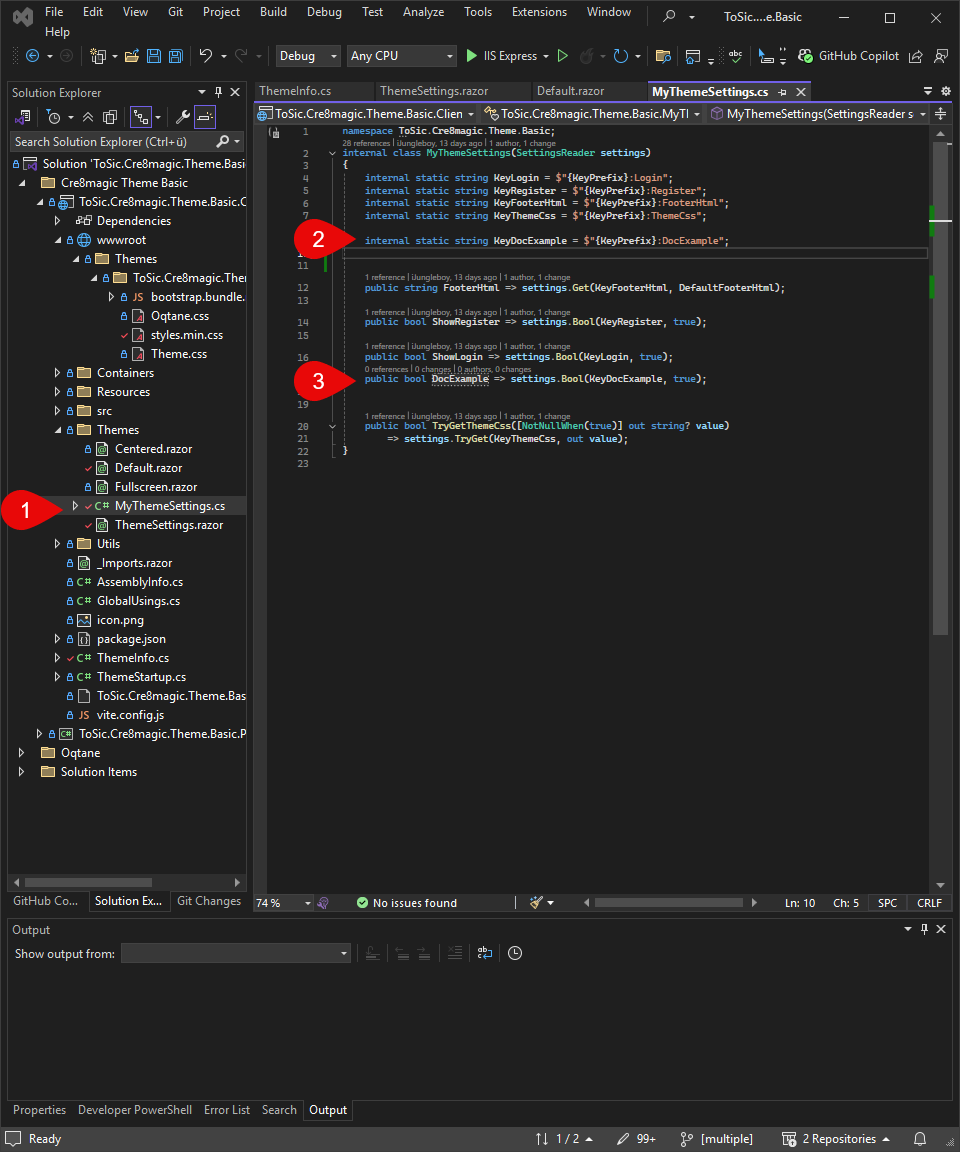 File Edit View Git Project Build Debug Test Analyze Tools Extensions Window ToSic....e.Basic
Help
Debug Any CPU IIS Express GitHub Copilot
Solution Explorer
Search Solution Explorer (Ctrl+ü)
Solution 'ToSic.Cre8magic.Theme.Basi
Cre8magic Theme Basic
ToSic.Cre8magic.Theme.Basic.C
Dependencies
wwwroot
Themes
ToSic.Cre8magic.Ther
JS bootstrap.bundle.
Oqtane.css
styles.min.css
Theme.css
Containers
Resources
src
Themes
Centered.razor
Default.razor
Fullscreen.razor
1
C# MyThemeSettings.cs
ThemeSettings.razor
Utils
_Imports.razor
C# AssemblyInfo.cs
C# GlobalUsings.cs
icon.png
package.json
C# ThemeInfo.cs
C# ThemeStartup.cs
ToSic.Cre8magic.Theme.Bas
JS vite.config.js
C# ToSic.Cre8magic.Theme.Basic.P
Oqtane
Solution Items
GitHub Co... Solution Ex... Git Changes
ThemeInfo.cs ThemeSettings.razor Default.razor MyThemeSettings.cs
ToSic.Cre8magic.Theme.Basic.Clien ToSic.Cre8magic.Theme.Basic.MyTl MyThemeSettings(SettingsReader s
1 namespace ToSic.Cre8magic.Theme.Basic;
28 references | iJungleboy, 13 days ago | 1 author, 1 change
2 internal class MyThemeSettings(SettingsReader settings)
3 {
4 internal static string KeyLogin = $"{KeyPrefix}:Login";
5 internal static string KeyRegister = $"{KeyPrefix}:Register";
6 internal static string KeyFooterHtml = $"{KeyPrefix}:FooterHtml";
7 internal static string KeyThemeCss = $"{KeyPrefix}:ThemeCss";
2
internal static string KeyDocExample = $"{KeyPrefix}:DocExample";
10
11
1 reference | iJungleboy, 13 days ago | 1 author, 1 change
12 public string FooterHtml => settings.Get(KeyFooterHtml, DefaultFooterHtml);
13
1 reference | iJungleboy, 13 days ago | 1 author, 1 change
14 public bool ShowRegister => settings.Bool(KeyRegister, true);
15
1 reference | iJungleboy, 13 days ago | 1 author, 1 change
16 public bool ShowLogin => settings.Bool(KeyLogin, true);
0 references | 0 changes | 0 authors, 0 changes
3
public bool DocExample => settings.Bool(KeyDocExample, true);
19
1 reference | iJungleboy, 13 days ago | 1 author, 1 change
20 public bool TryGetThemeCss([NotNullWhen(true)] out string? value)
21 => settings.TryGet(KeyThemeCss, out value);
22 }
23
74 % No issues found Ln: 10 Ch: 5 SPC CRLF
Output
Show output from:
Properties Developer PowerShell Error List Search Output
Ready 1 / 2 99+ [multiple] 2 Repositories